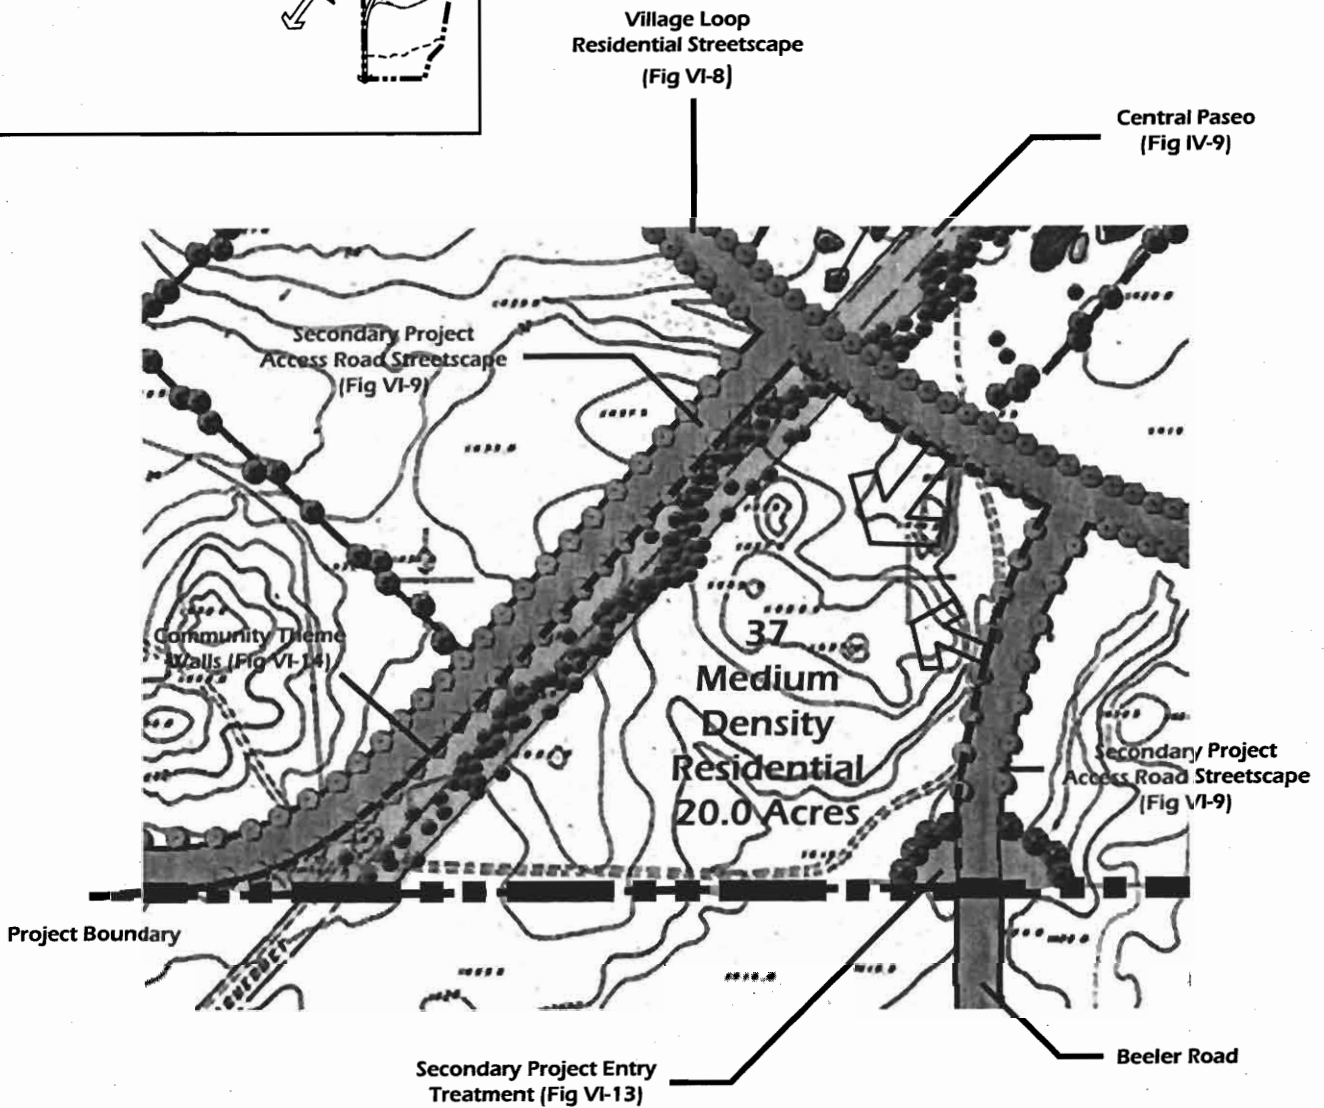 Village Loop
Residential Streetscape
(Fig VI-8)
Central Paseo
(Fig IV-9)
Secondary Project
Access Road Streetscape
(Fig VI-9)
Community Theme
Walls (Fig VI-14)
37
Medium
Density
Residential
20.0 Acres
Secondary Project
Access Road Streetscape
(Fig VI-9)
Project Boundary
Secondary Project Entry
Treatment (Fig VI-13)
Beeler Road